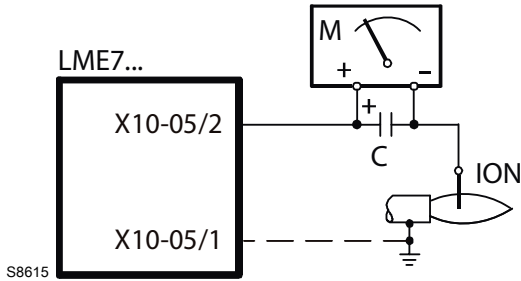 M
+ −
LME7...
X10-05/2
+
C
ION
X10-05/1
S8615